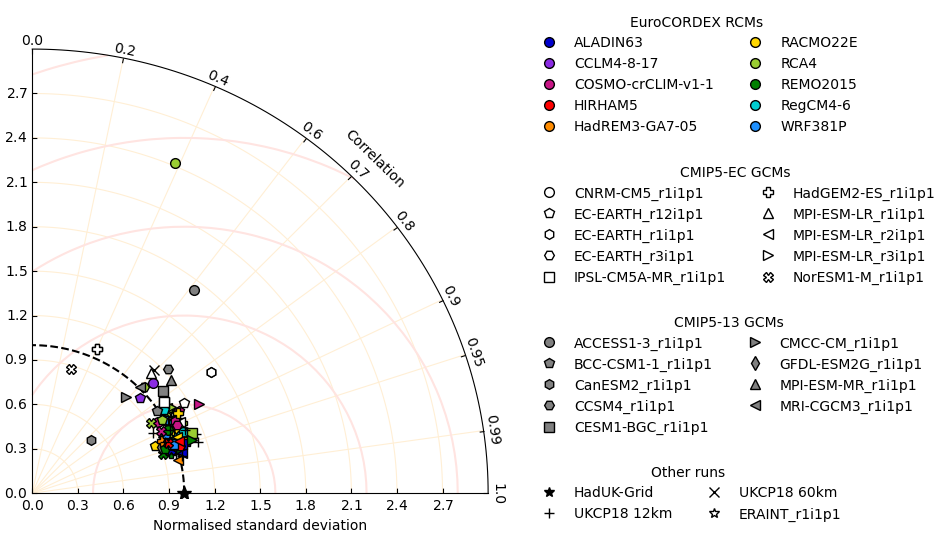 0.0
0.2
0.4
0.6
Correlation
0.7
0.8
0.9
0.95
0.99
1.0
2.7
2.4
2.1
1.8
1.5
1.2
0.9
0.6
0.3
0.0
0.0 0.3 0.6 0.9 1.2 1.5 1.8 2.1 2.4 2.7
Normalised standard deviation
EuroCORDEX RCMs
ALADIN63 RACMO22E
CCLM4-8-17 RCA4
COSMO-crCLIM-v1-1 REMO2015
HIRHAM5 RegCM4-6
HadREM3-GA7-05 WRF381P
CMIP5-EC GCMs
CNRM-CM5_r1i1p1 HadGEM2-ES_r1i1p1
EC-EARTH_r12i1p1 MPI-ESM-LR_r1i1p1
EC-EARTH_r1i1p1 MPI-ESM-LR_r2i1p1
EC-EARTH_r3i1p1 MPI-ESM-LR_r3i1p1
IPSL-CM5A-MR_r1i1p1 NorESM1-M_r1i1p1
CMIP5-13 GCMs
ACCESS1-3_r1i1p1 CMCC-CM_r1i1p1
BCC-CSM1-1_r1i1p1 GFDL-ESM2G_r1i1p1
CanESM2_r1i1p1 MPI-ESM-MR_r1i1p1
CCSM4_r1i1p1 MRI-CGCM3_r1i1p1
CESM1-BGC_r1i1p1
Other runs
HadUK-Grid UKCP18 60km
UKCP18 12km ERAINT_r1i1p1